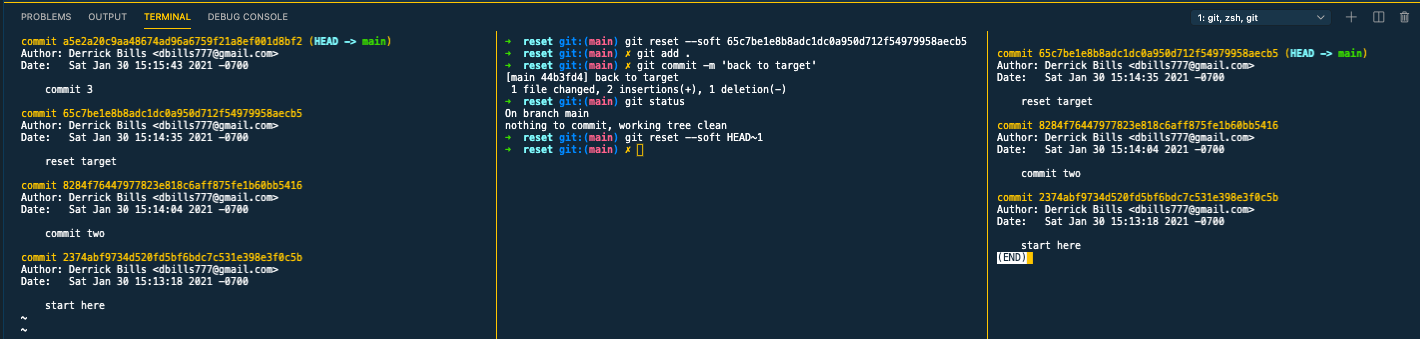 PROBLEMS OUTPUT TERMINAL DEBUG CONSOLE 1: git, zsh, git
commit a5e2a20c9aa48674ad96a6759f21a8ef001d8bf2 (HEAD -> main)
Author: Derrick Bills <dbills777@gmail.com>
Date:   Sat Jan 30 15:15:43 2021 -0700
commit 3
commit 65c7be1e8b8adc1dc0a950d712f54979958aecb5
Author: Derrick Bills <dbills777@gmail.com>
Date:   Sat Jan 30 15:14:35 2021 -0700
reset target
commit 8284f76447977823e818c6aff875fe1b60bb5416
Author: Derrick Bills <dbills777@gmail.com>
Date:   Sat Jan 30 15:14:04 2021 -0700
commit two
commit 2374abf9734d520fd5bf6bdc7c531e398e3f0c5b
Author: Derrick Bills <dbills777@gmail.com>
Date:   Sat Jan 30 15:13:18 2021 -0700
start here
~
~
➜  reset git:(main) git reset --soft 65c7be1e8b8adc1dc0a950d712f54979958aecb5
➜  reset git:(main) ✗ git add .
➜  reset git:(main) ✗ git commit -m 'back to target'
[main 44b3fd4] back to target
1 file changed, 2 insertions(+), 1 deletion(-)
➜  reset git:(main) git status
On branch main
nothing to commit, working tree clean
➜  reset git:(main) git reset --soft HEAD~1
➜  reset git:(main) ✗
commit 65c7be1e8b8adc1dc0a950d712f54979958aecb5 (HEAD -> main)
Author: Derrick Bills <dbills777@gmail.com>
Date:   Sat Jan 30 15:14:35 2021 -0700
reset target
commit 8284f76447977823e818c6aff875fe1b60bb5416
Author: Derrick Bills <dbills777@gmail.com>
Date:   Sat Jan 30 15:14:04 2021 -0700
commit two
commit 2374abf9734d520fd5bf6bdc7c531e398e3f0c5b
Author: Derrick Bills <dbills777@gmail.com>
Date:   Sat Jan 30 15:13:18 2021 -0700
start here
(END)